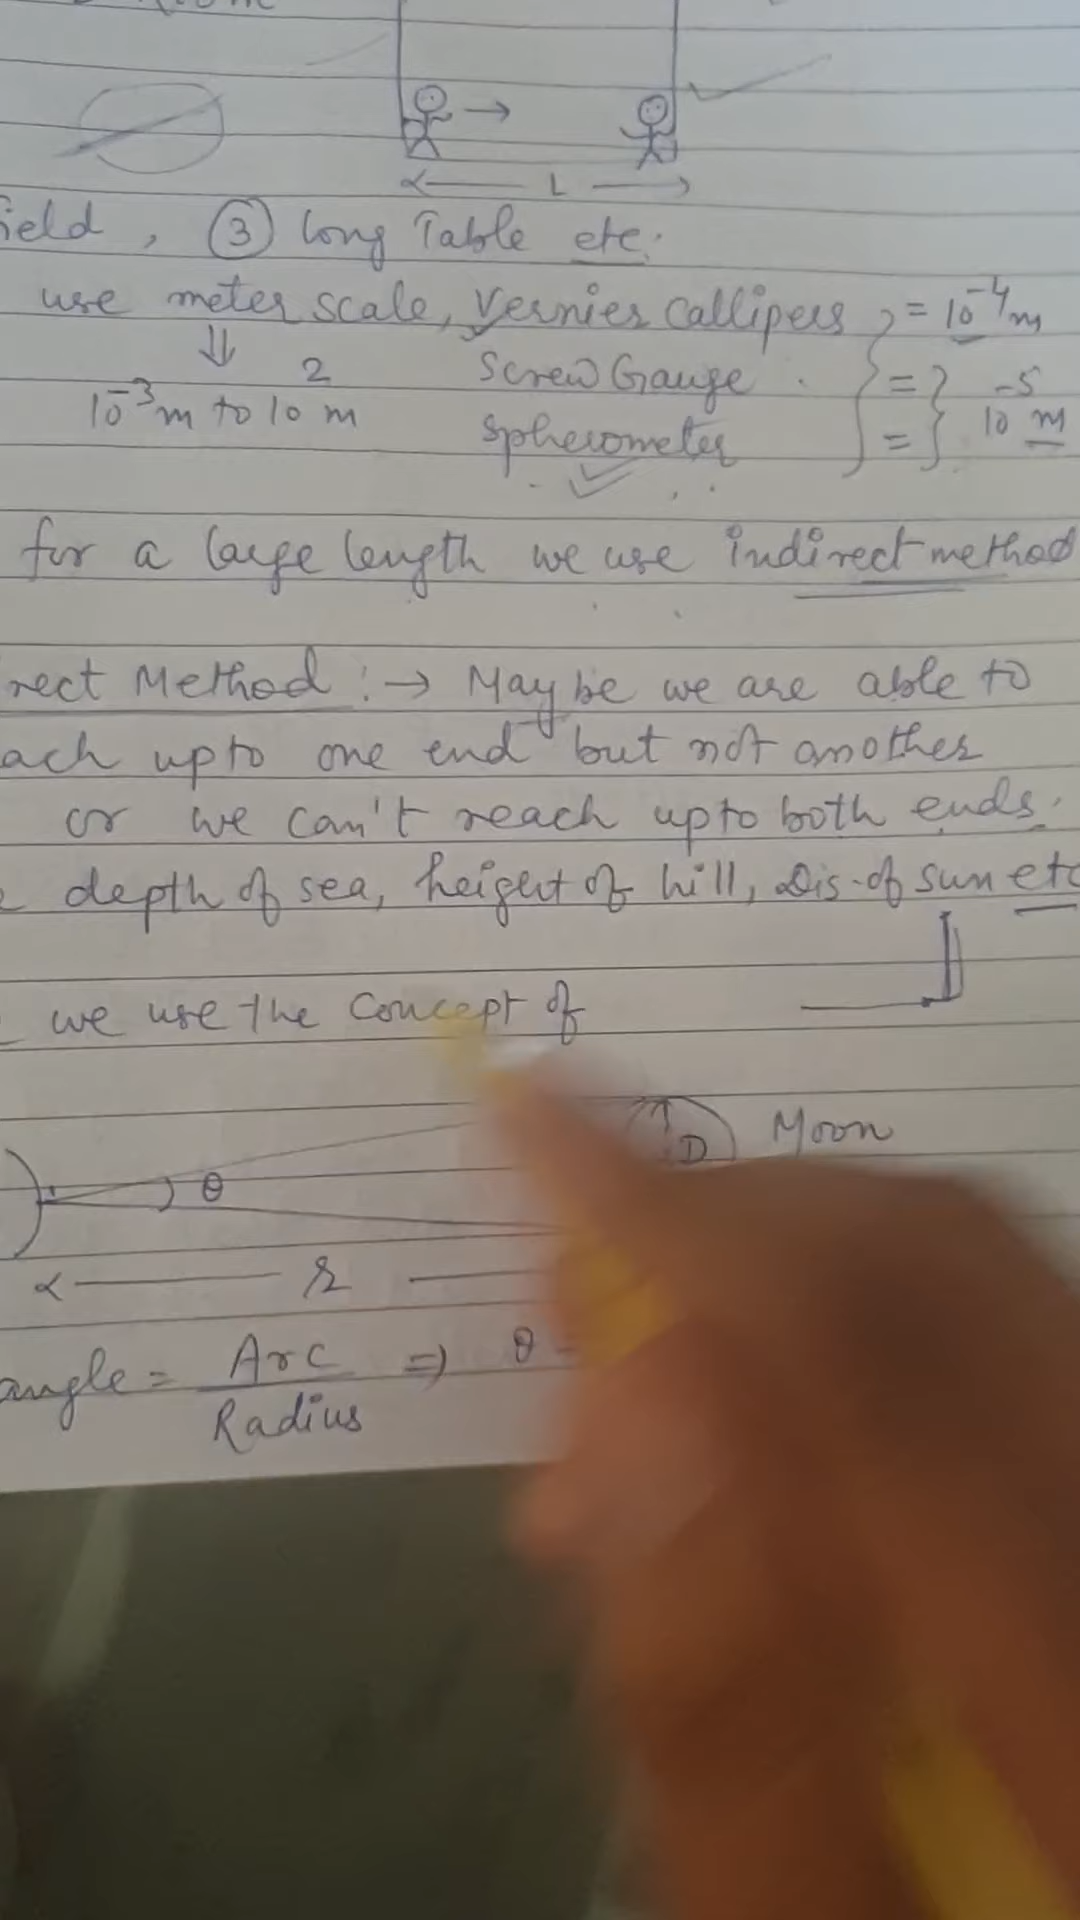 L
ield, ③ long Table etc.
use meter scale, Vernier Callipers, = 10⁻⁴m
⇓ Screw Gauge =
10⁻³m to 10²m Spherometer = } 10⁻⁵ m
for a large length we use indirect method
rect Method :→ May be we are able to
ach upto one end but not another
or we can't reach upto both ends.
depth of sea, height of hill, Dis. of sun etc
we use the Concept of
D Moon
θ
r
angle = Arc / Radius ⇒ θ